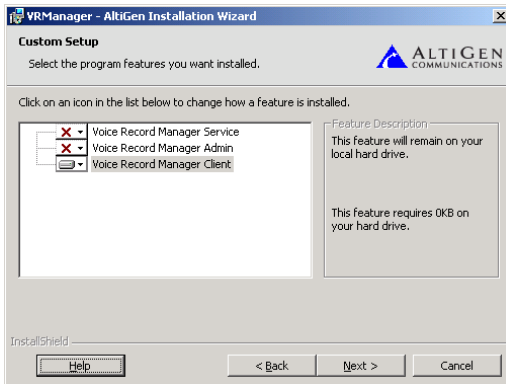 VRManager - AltiGen Installation Wizard
Custom Setup
Select the program features you want installed.
ALTIGEN
COMMUNICATIONS
Click on an icon in the list below to change how a feature is installed.
Voice Record Manager Service
Voice Record Manager Admin
Voice Record Manager Client
Feature Description
This feature will remain on your
local hard drive.
This feature requires 0KB on
your hard drive.
InstallShield
Help
< Back
Next >
Cancel